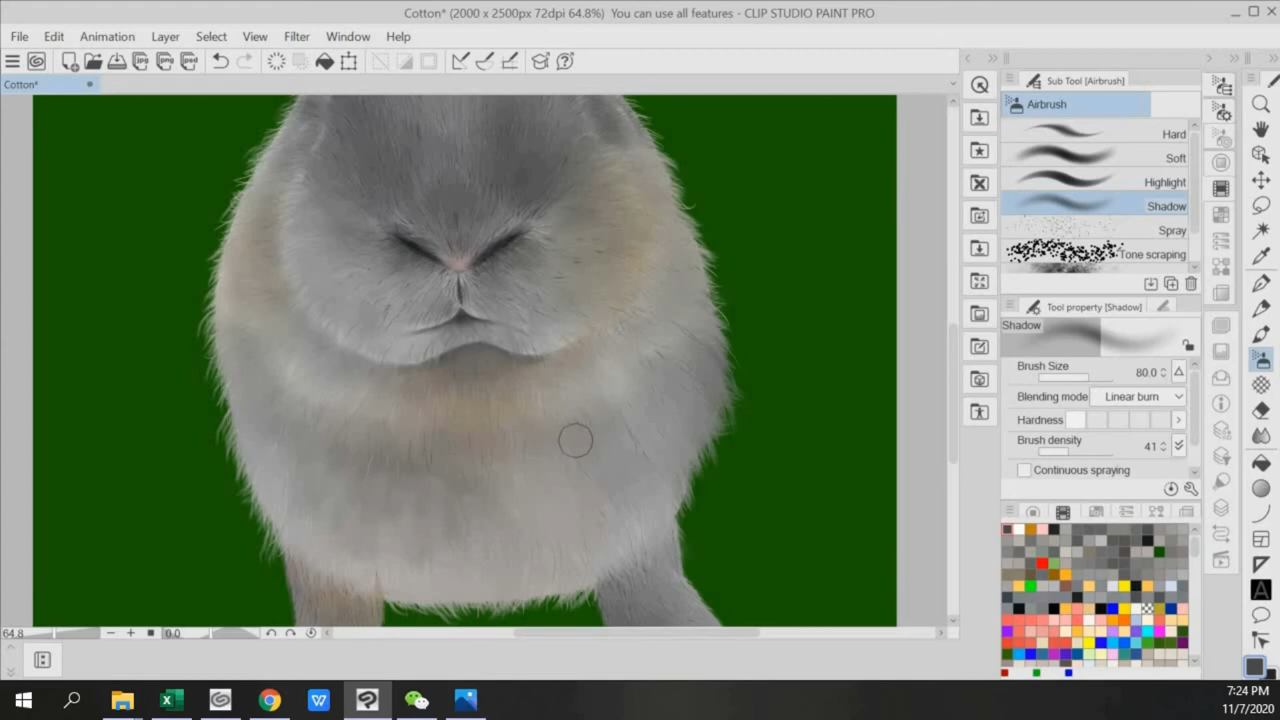 Cotton* (2000 x 2500px 72dpi 64.8%)  You can use all features - CLIP STUDIO PAINT PRO
File Edit Animation Layer Select View Filter Window Help
jpg png psd
Cotton*
Sub Tool [Airbrush]
Airbrush
Hard
Soft
Highlight
Shadow
Spray
Tone scraping
Tool property [Shadow]
Shadow
Brush Size 80.0
Blending mode Linear burn
Hardness
Brush density 41
Continuous spraying
A
64.8 0.0
7:24 PM
11/7/2020